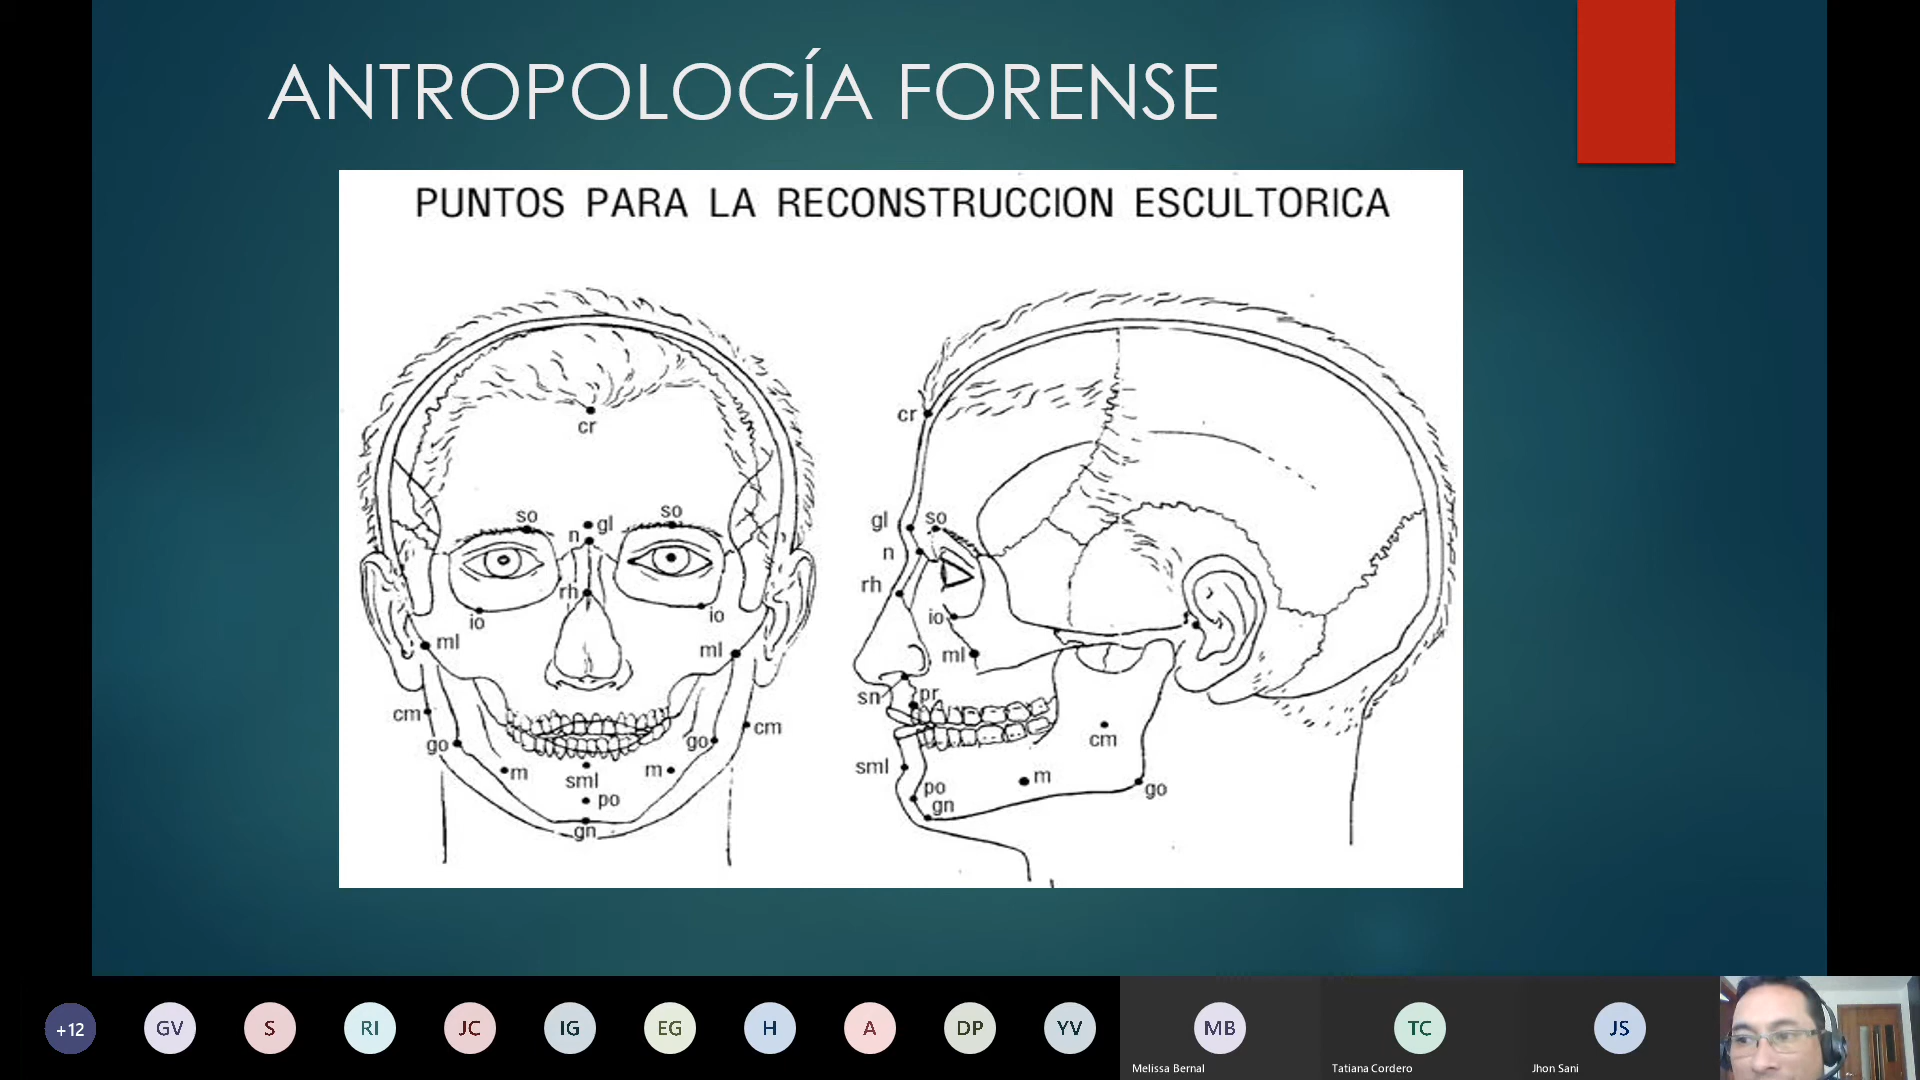 ANTROPOLOGÍA FORENSE
PUNTOS PARA LA RECONSTRUCCION ESCULTORICA
cr
so
gl
so
n
rh
io
io
ml
ml
cm
cm
go
go
m
m
sml
po
gn
cr
gl
so
n
rh
io
ml
sn
pr
cm
sml
m
go
po
gn
+12
GV
S
RI
JC
IG
EG
H
A
DP
YV
MB
TC
JS
Melissa Bernal
Tatiana Cordero
Jhon Sani